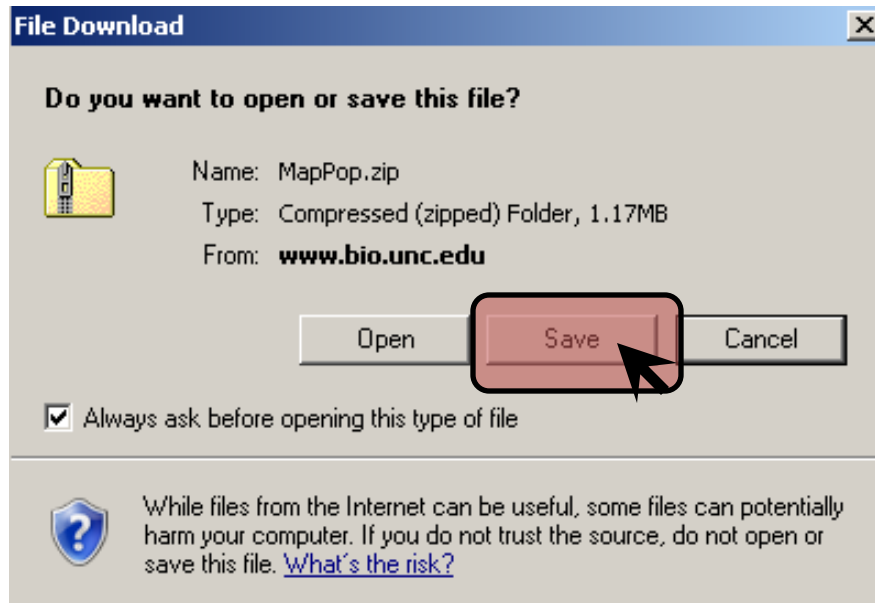 File Download
Do you want to open or save this file?
Name: MapPop.zip
Type: Compressed (zipped) Folder, 1.17MB
From: www.bio.unc.edu
Open Save Cancel
Always ask before opening this type of file
While files from the Internet can be useful, some files can potentially
harm your computer. If you do not trust the source, do not open or
save this file. What's the risk?